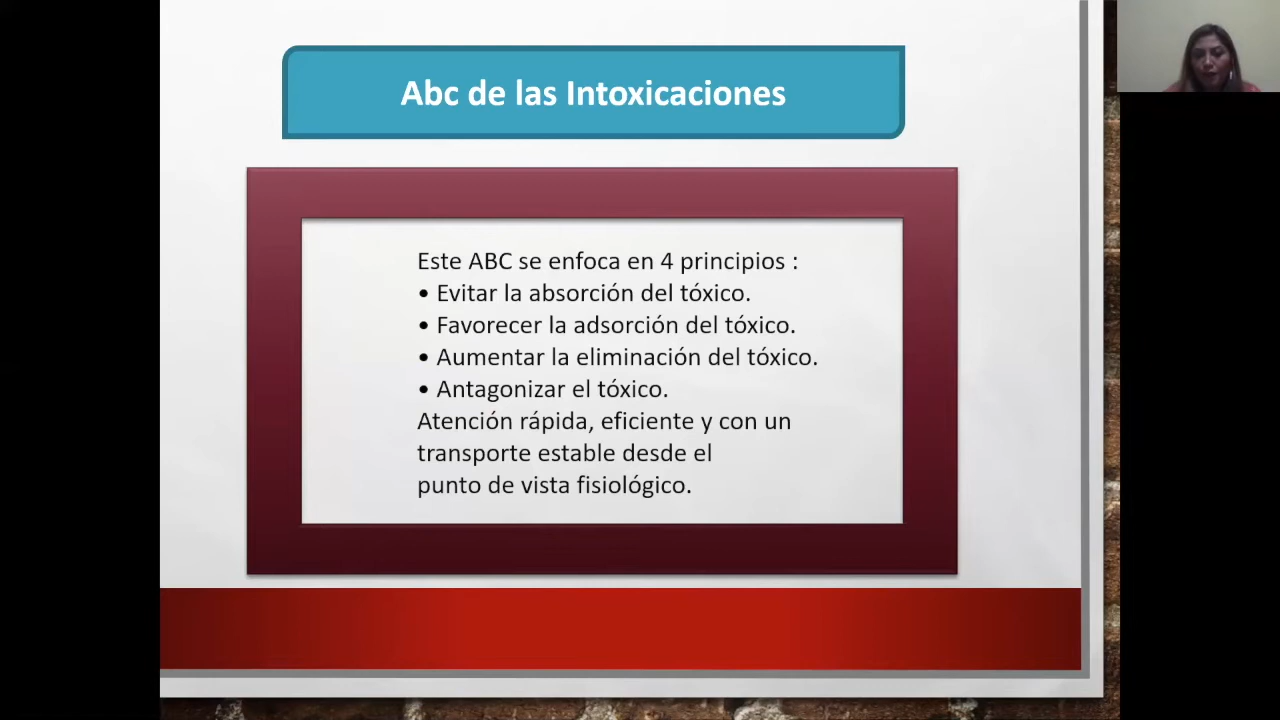 Abc de las Intoxicaciones
Este ABC se enfoca en 4 principios :
• Evitar la absorción del tóxico.
• Favorecer la adsorción del tóxico.
• Aumentar la eliminación del tóxico.
• Antagonizar el tóxico.
Atención rápida, eficiente y con un
transporte estable desde el
punto de vista fisiológico.